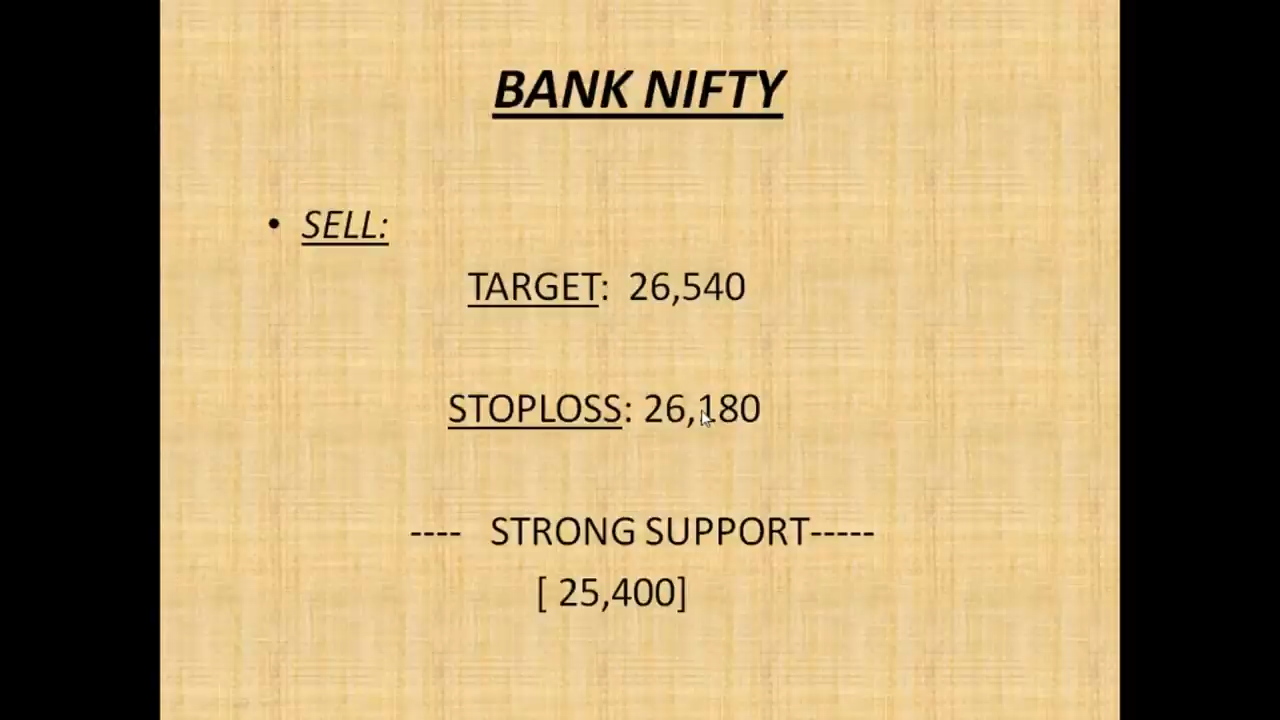 BANK NIFTY
• SELL:
TARGET: 26,540
STOPLOSS: 26,180
---- STRONG SUPPORT-----
[ 25,400]